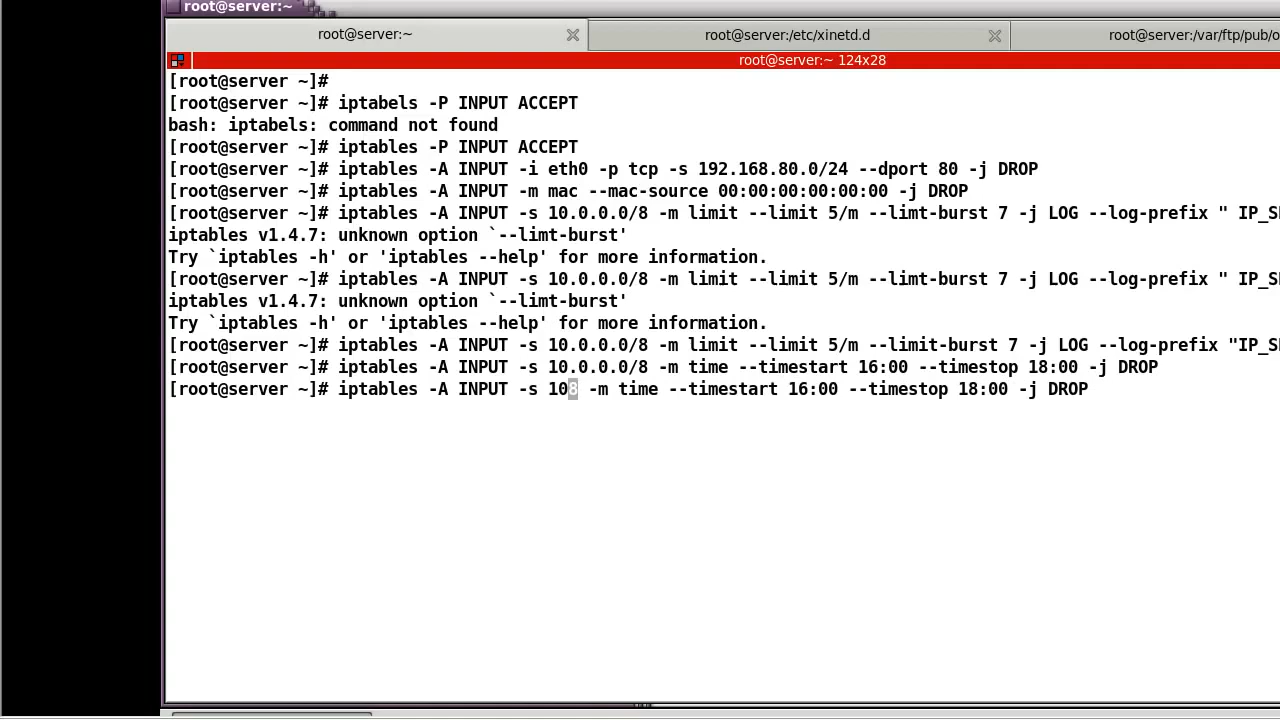 root@server:~
root@server:~
root@server:/etc/xinetd.d
root@server:/var/ftp/pub/o
root@server:~ 124x28
[root@server ~]#
[root@server ~]# iptabels -P INPUT ACCEPT
bash: iptabels: command not found
[root@server ~]# iptables -P INPUT ACCEPT
[root@server ~]# iptables -A INPUT -i eth0 -p tcp -s 192.168.80.0/24 --dport 80 -j DROP
[root@server ~]# iptables -A INPUT -m mac --mac-source 00:00:00:00:00:00 -j DROP
[root@server ~]# iptables -A INPUT -s 10.0.0.0/8 -m limit --limit 5/m --limt-burst 7 -j LOG --log-prefix " IP_S
iptables v1.4.7: unknown option `--limt-burst'
Try `iptables -h' or 'iptables --help' for more information.
[root@server ~]# iptables -A INPUT -s 10.0.0.0/8 -m limit --limit 5/m --limt-burst 7 -j LOG --log-prefix " IP_S
iptables v1.4.7: unknown option `--limt-burst'
Try `iptables -h' or 'iptables --help' for more information.
[root@server ~]# iptables -A INPUT -s 10.0.0.0/8 -m limit --limit 5/m --limit-burst 7 -j LOG --log-prefix "IP_S
[root@server ~]# iptables -A INPUT -s 10.0.0.0/8 -m time --timestart 16:00 --timestop 18:00 -j DROP
[root@server ~]# iptables -A INPUT -s 108 -m time --timestart 16:00 --timestop 18:00 -j DROP